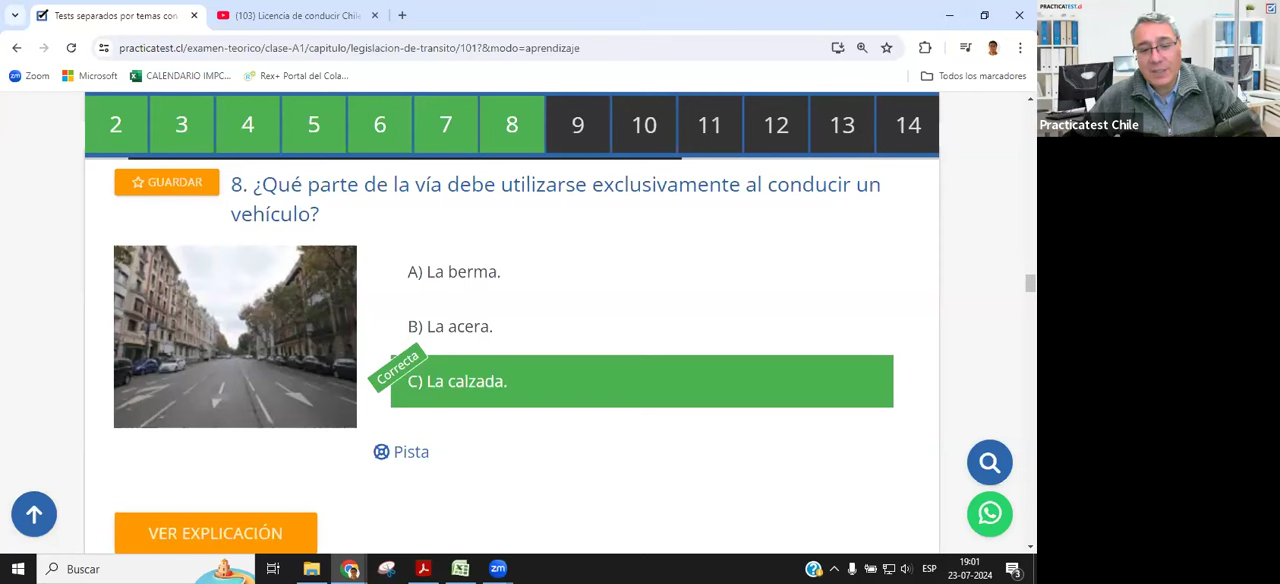 Tests separados por temas con
(103) Licencia de conducir Chile
practicatest.cl/examen-teorico/clase-A1/capitulo/legislacion-de-transito/101?&modo=aprendizaje
Zoom
Microsoft
CALENDARIO IMPC...
Rex+ Portal del Cola...
Todos los marcadores
PRACTICATEST.cl
Practicatest Chile
2 3 4 5 6 7 8 9 10 11 12 13 14
GUARDAR
8. ¿Qué parte de la vía debe utilizarse exclusivamente al conducir un
vehículo?
A) La berma.
B) La acera.
Correcta
C) La calzada.
Pista
VER EXPLICACIÓN
Buscar
ESP
19:01
23-07-2024
3